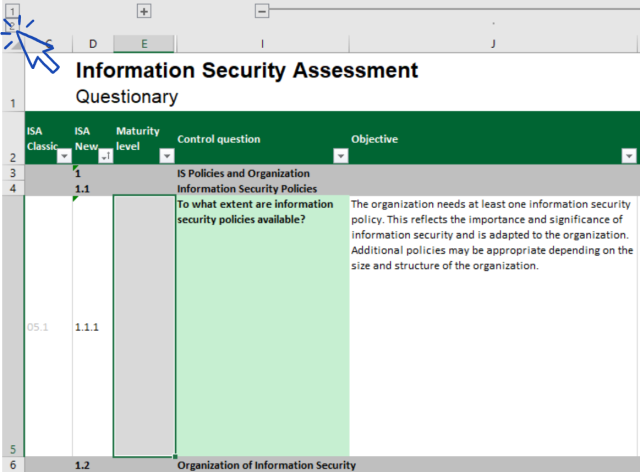 1
2
C D E I J
1 Information Security Assessment
Questionary
2 ISA Classic ISA New Maturity level Control question Objective
3 1 IS Policies and Organization
4 1.1 Information Security Policies
To what extent are information
security policies available?
The organization needs at least one information security
policy. This reflects the importance and significance of
information security and is adapted to the organization.
Additional policies may be appropriate depending on the
size and structure of the organization.
05.1 1.1.1
5
6 1.2 Organization of Information Security